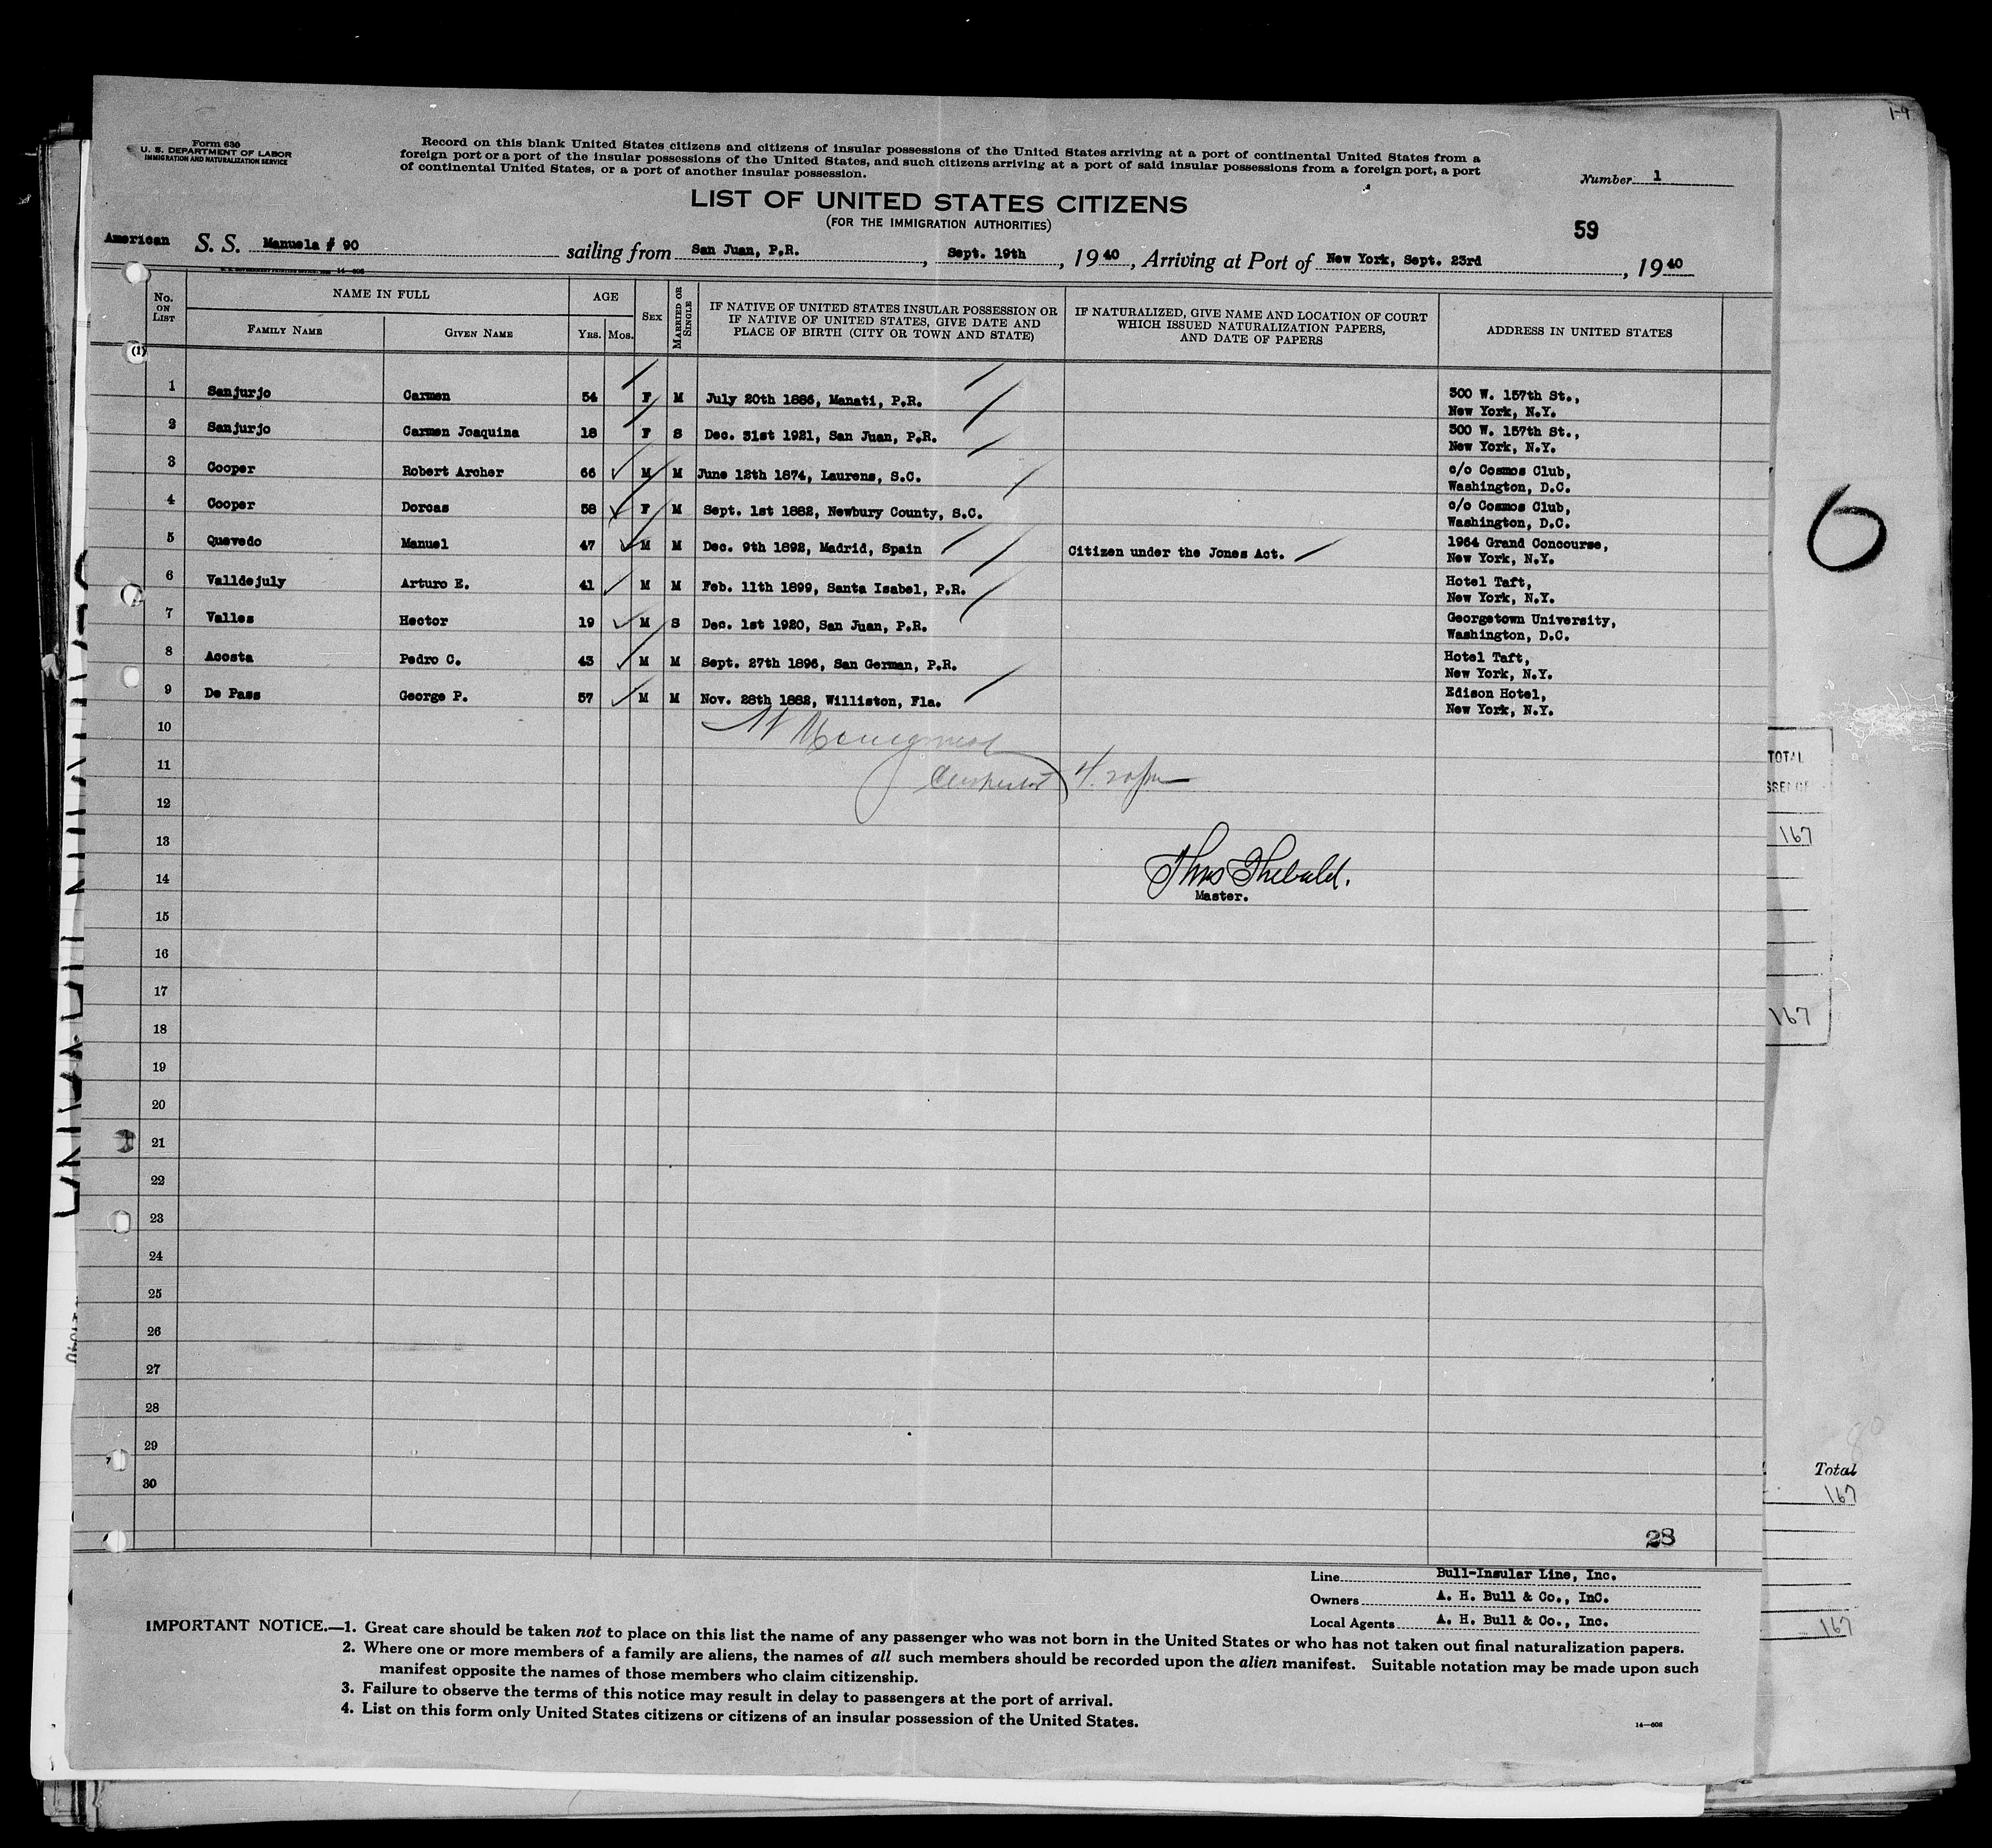 1-9
Form 630
U. S. DEPARTMENT OF LABOR
IMMIGRATION AND NATURALIZATION SERVICE
Record on this blank United States citizens and citizens of insular possessions of the United States arriving at a port of continental United States from a
foreign port or a port of the insular possessions of the United States, and such citizens arriving at a port of said insular possessions from a foreign port, a port
of continental United States, or a port of another insular possession.
Number 1
LIST OF UNITED STATES CITIZENS
(FOR THE IMMIGRATION AUTHORITIES)
59
American S. S. Manuela # 90 sailing from San Juan, P.R., Sept. 19th, 1940, Arriving at Port of New York, Sept. 23rd, 1940
14—608
No. ON LIST
NAME IN FULL
FAMILY NAME
GIVEN NAME
AGE
YRS. MOS.
SEX
MARRIED OR SINGLE
IF NATIVE OF UNITED STATES INSULAR POSSESSION OR
IF NATIVE OF UNITED STATES, GIVE DATE AND
PLACE OF BIRTH (CITY OR TOWN AND STATE)
IF NATURALIZED, GIVE NAME AND LOCATION OF COURT
WHICH ISSUED NATURALIZATION PAPERS,
AND DATE OF PAPERS
ADDRESS IN UNITED STATES
(1)
1 Sanjurjo Carmen 54 F M July 20th 1886, Manati, P.R. 500 W. 157th St.,
New York, N.Y.
2 Sanjurjo Carmen Joaquina 18 F S Dec. 31st 1921, San Juan, P.R. 500 W. 157th St.,
New York, N.Y.
3 Cooper Robert Archer 66 M M June 12th 1874, Laurens, S.C. c/o Cosmos Club,
Washington, D.C.
4 Cooper Dorcas 58 F M Sept. 1st 1882, Newbury County, S.C. c/o Cosmos Club,
Washington, D.C.
5 Quevedo Manuel 47 M M Dec. 9th 1892, Madrid, Spain Citizen under the Jones Act. 1964 Grand Concourse,
New York, N.Y.
6 Valldejuly Arturo E. 41 M M Feb. 11th 1899, Santa Isabel, P.R. Hotel Taft,
New York, N.Y.
7 Valles Hector 19 M S Dec. 1st 1920, San Juan, P.R. Georgetown University,
Washington, D.C.
8 Acosta Pedro C. 43 M M Sept. 27th 1896, San German, P.R. Hotel Taft,
New York, N.Y.
9 De Pass George P. 57 M M Nov. 28th 1882, Williston, Fla. Edison Hotel,
New York, N.Y.
10
11
12
13
14
Master.
15
16
17
18
19
20
21
22
23
24
25
26
27
28
29
30
23
6
TOTAL
167
167
Total
167
167
Line Bull-Insular Line, Inc.
Owners A. H. Bull & Co., InC.
Local Agents A. H. Bull & Co., Inc.
IMPORTANT NOTICE.—1. Great care should be taken not to place on this list the name of any passenger who was not born in the United States or who has not taken out final naturalization papers.
2. Where one or more members of a family are aliens, the names of all such members should be recorded upon the alien manifest. Suitable notation may be made upon such
manifest opposite the names of those members who claim citizenship.
3. Failure to observe the terms of this notice may result in delay to passengers at the port of arrival.
4. List on this form only United States citizens or citizens of an insular possession of the United States.
14—608